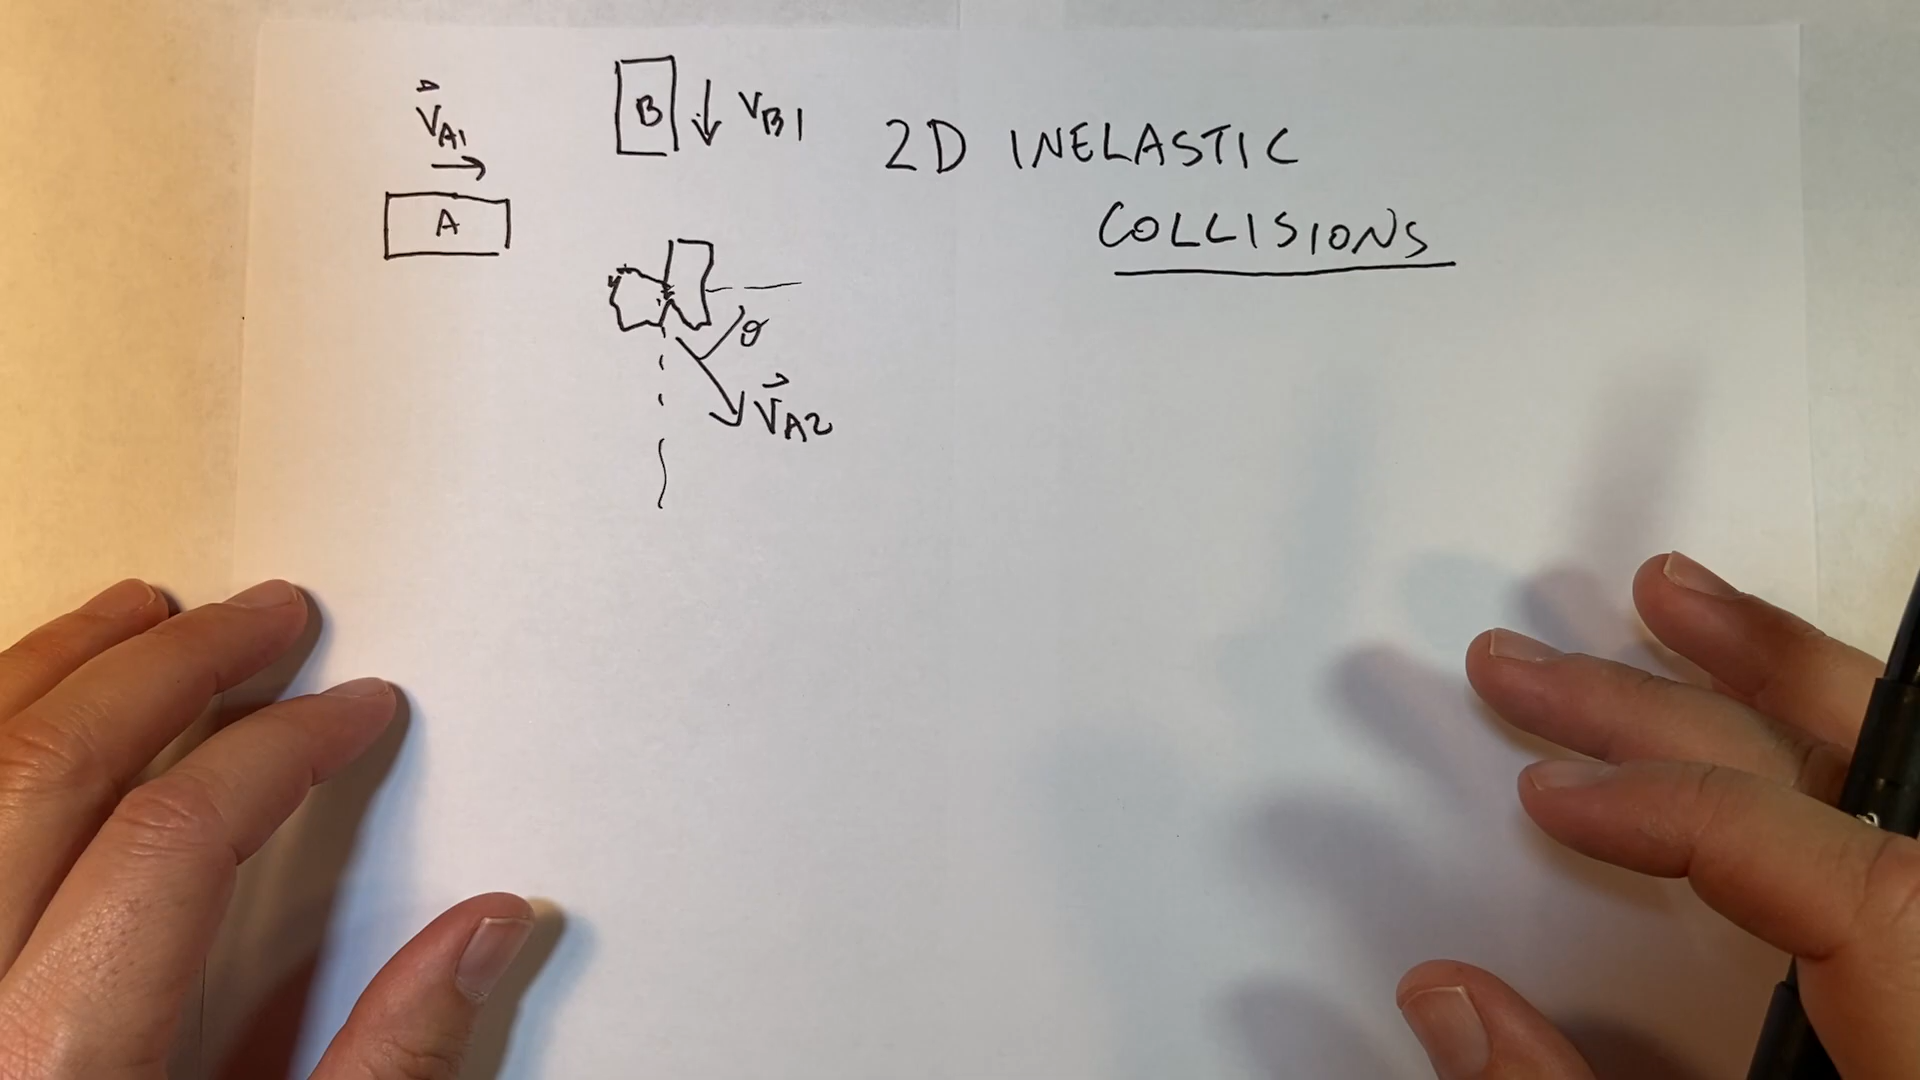 V⃗A1
A
B
VB1
2D INELASTIC
COLLISIONS
θ
V⃗A2